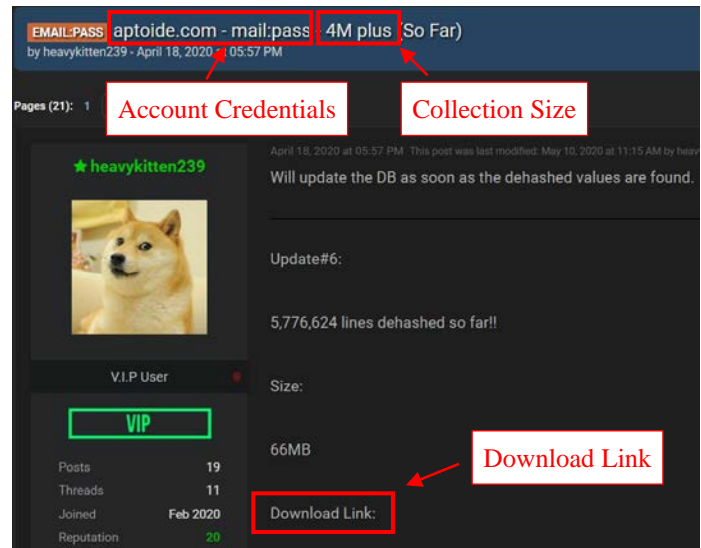 EMAIL:PASS aptoide.com - mail:pass - 4M plus (So Far)
by heavykitten239 - April 18, 2020 at 05:57 PM
Pages (21): 1
Account Credentials
Collection Size
April 18, 2020 at 05:57 PM This post was last modified: May 10, 2020 at 11:15 AM by heav
heavykitten239
Will update the DB as soon as the dehashed values are found.
Update#6:
5,776,624 lines dehashed so far!!
V.I.P User
Size:
VIP
66MB
Download Link
Posts 19
Threads 11
Joined Feb 2020
Download Link:
Reputation 20